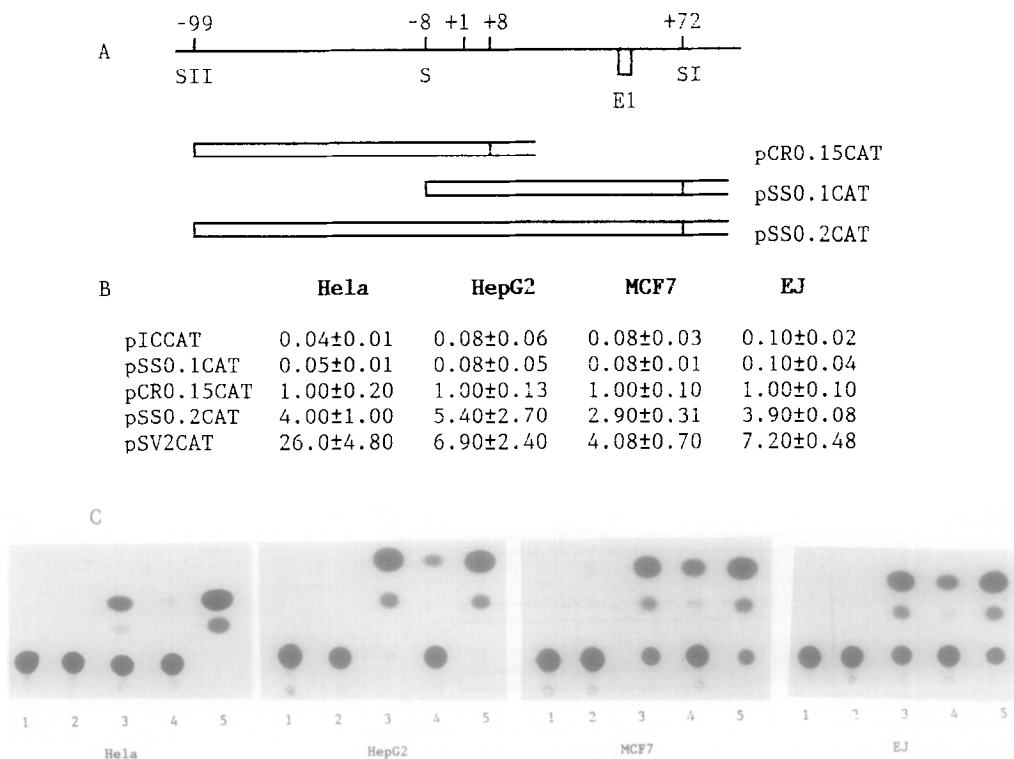 -99 -8 +1 +8 +72
A
SII S SI
E1
pCR0.15CAT
pSS0.1CAT
pSS0.2CAT
B Hela HepG2 MCF7 EJ
pICCAT 0.04±0.01 0.08±0.06 0.08±0.03 0.10±0.02
pSS0.1CAT 0.05±0.01 0.08±0.05 0.08±0.01 0.10±0.04
pCR0.15CAT 1.00±0.20 1.00±0.13 1.00±0.10 1.00±0.10
pSS0.2CAT 4.00±1.00 5.40±2.70 2.90±0.31 3.90±0.08
pSV2CAT 26.0±4.80 6.90±2.40 4.08±0.70 7.20±0.48
C
1 2 3 4 5 1 2 3 4 5 1 2 3 4 5 1 2 3 4 5
Hela HepG2 MCF7 EJ